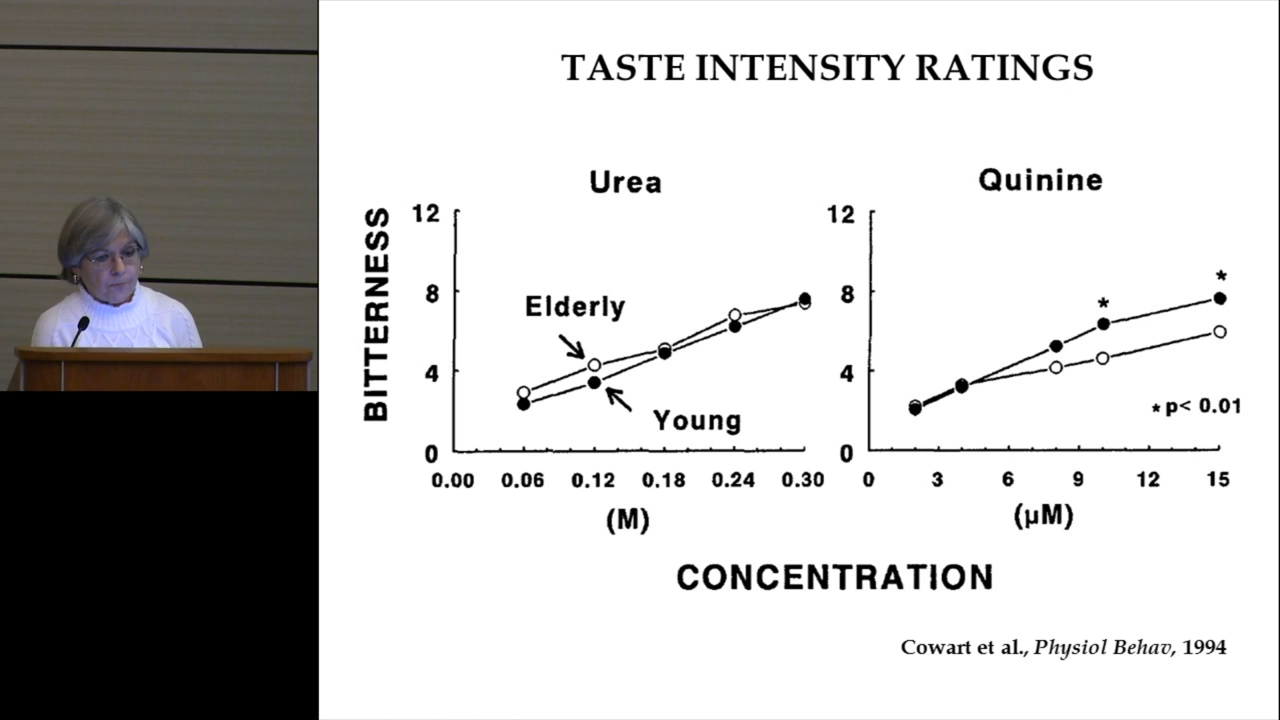 TASTE INTENSITY RATINGS
Urea
BITTERNESS
12
8
4
0
Elderly
Young
0.00 0.06 0.12 0.18 0.24 0.30
(M)
Quinine
12
8
4
0
*
*
* p< 0.01
0 3 6 9 12 15
(µM)
CONCENTRATION
Cowart et al., Physiol Behav, 1994